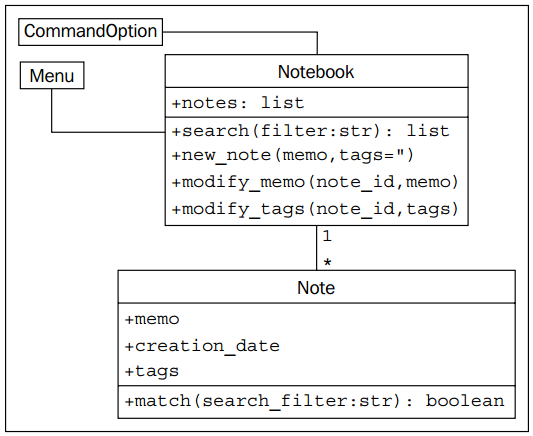 CommandOption
Menu
Notebook
+notes: list
+search(filter:str): list
+new_note(memo,tags=")
+modify_memo(note_id,memo)
+modify_tags(note_id,tags)
1
*
Note
+memo
+creation_date
+tags
+match(search_filter:str): boolean